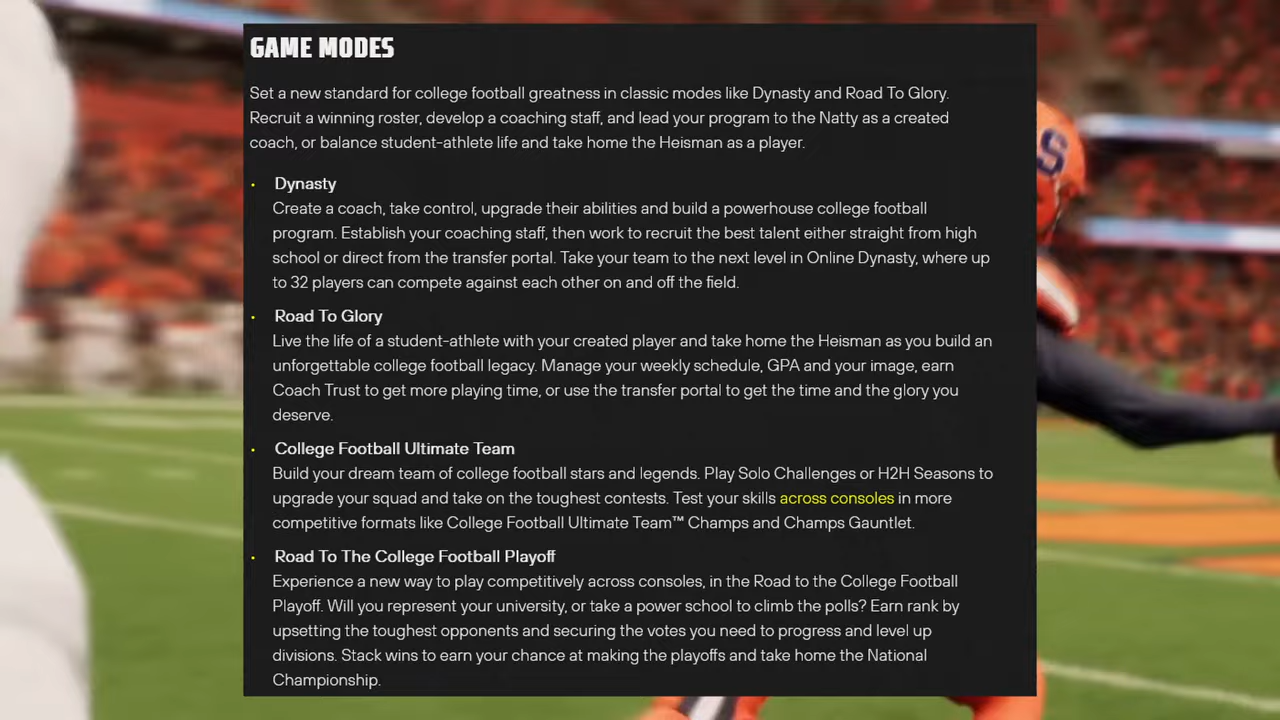 GAME MODES
Set a new standard for college football greatness in classic modes like Dynasty and Road To Glory.
Recruit a winning roster, develop a coaching staff, and lead your program to the Natty as a created
coach, or balance student-athlete life and take home the Heisman as a player.
• Dynasty
Create a coach, take control, upgrade their abilities and build a powerhouse college football
program. Establish your coaching staff, then work to recruit the best talent either straight from high
school or direct from the transfer portal. Take your team to the next level in Online Dynasty, where up
to 32 players can compete against each other on and off the field.
• Road To Glory
Live the life of a student-athlete with your created player and take home the Heisman as you build an
unforgettable college football legacy. Manage your weekly schedule, GPA and your image, earn
Coach Trust to get more playing time, or use the transfer portal to get the time and the glory you
deserve.
• College Football Ultimate Team
Build your dream team of college football stars and legends. Play Solo Challenges or H2H Seasons to
upgrade your squad and take on the toughest contests. Test your skills across consoles in more
competitive formats like College Football Ultimate Team™ Champs and Champs Gauntlet.
• Road To The College Football Playoff
Experience a new way to play competitively across consoles, in the Road to the College Football
Playoff. Will you represent your university, or take a power school to climb the polls? Earn rank by
upsetting the toughest opponents and securing the votes you need to progress and level up
divisions. Stack wins to earn your chance at making the playoffs and take home the National
Championship.
S